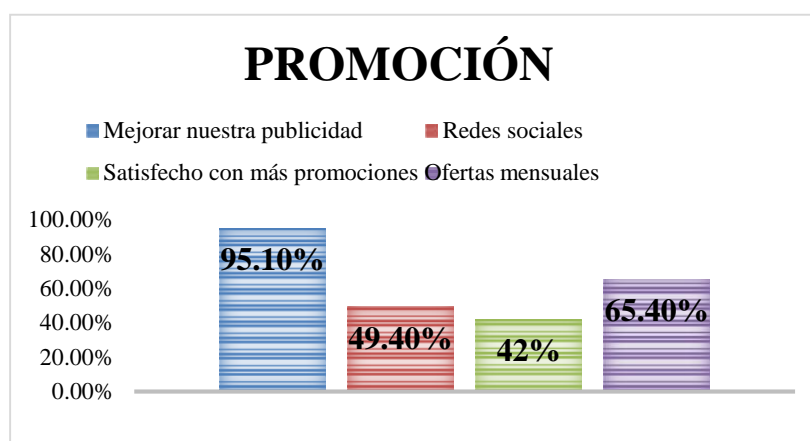 PROMOCIÓN
Mejorar nuestra publicidad
Redes sociales
Satisfecho con más promociones
Ofertas mensuales
100.00%
80.00%
60.00%
40.00%
20.00%
0.00%
95.10%
49.40%
42%
65.40%